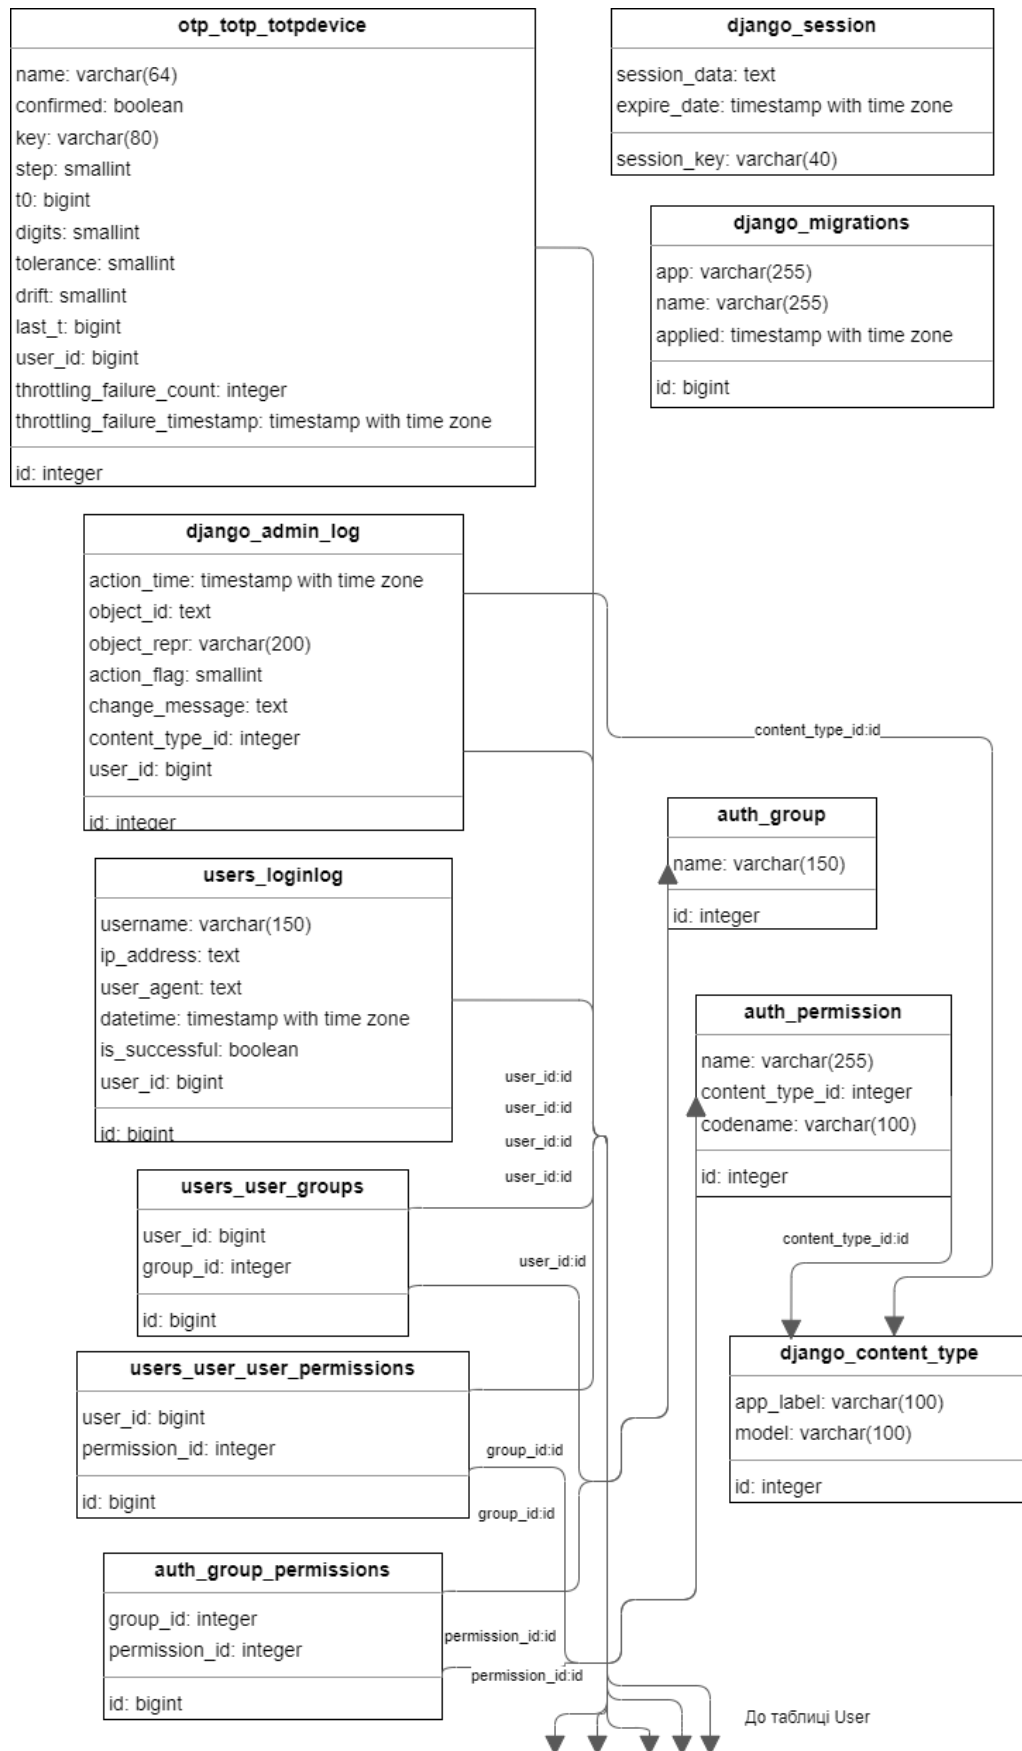 otp_totp_totpdevice
name: varchar(64)
confirmed: boolean
key: varchar(80)
step: smallint
t0: bigint
digits: smallint
tolerance: smallint
drift: smallint
last_t: bigint
user_id: bigint
throttling_failure_count: integer
throttling_failure_timestamp: timestamp with time zone
id: integer
django_session
session_data: text
expire_date: timestamp with time zone
session_key: varchar(40)
django_migrations
app: varchar(255)
name: varchar(255)
applied: timestamp with time zone
id: bigint
django_admin_log
action_time: timestamp with time zone
object_id: text
object_repr: varchar(200)
action_flag: smallint
change_message: text
content_type_id: integer
user_id: bigint
id: integer
content_type_id:id
auth_group
name: varchar(150)
id: integer
users_loginlog
username: varchar(150)
ip_address: text
user_agent: text
datetime: timestamp with time zone
is_successful: boolean
user_id: bigint
id: bigint
auth_permission
name: varchar(255)
content_type_id: integer
codename: varchar(100)
id: integer
user_id:id
user_id:id
user_id:id
user_id:id
users_user_groups
user_id: bigint
group_id: integer
id: bigint
user_id:id
content_type_id:id
django_content_type
app_label: varchar(100)
model: varchar(100)
id: integer
users_user_user_permissions
user_id: bigint
permission_id: integer
id: bigint
group_id:id
group_id:id
auth_group_permissions
group_id: integer
permission_id: integer
id: bigint
permission_id:id
permission_id:id
До таблиці User